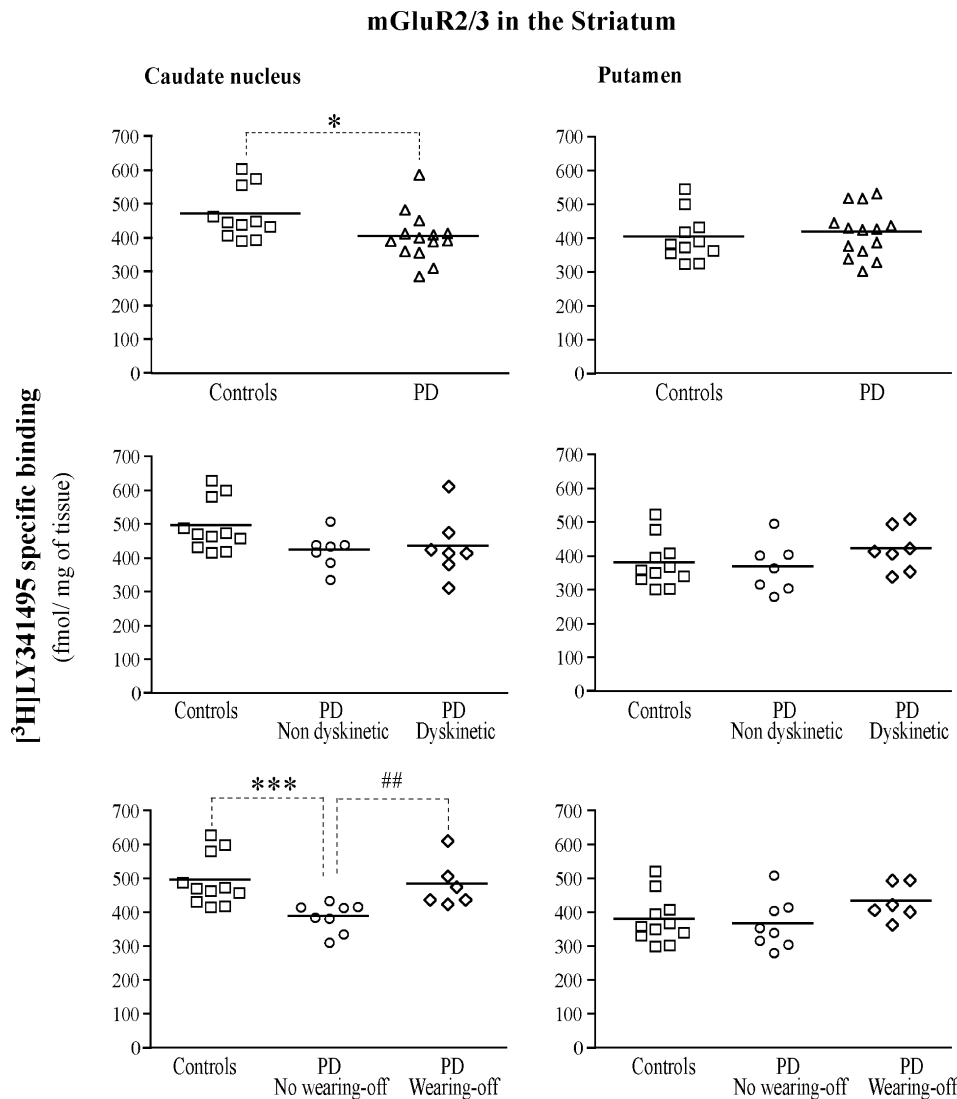 mGluR2/3 in the Striatum
Caudate nucleus
Putamen
[³H]LY341495 specific binding
(fmol/ mg of tissue)
700
600
500
400
300
200
100
0
*
Controls
PD
700
600
500
400
300
200
100
0
Controls
PD
700
600
500
400
300
200
100
0
Controls
PD
Non dyskinetic
PD
Dyskinetic
700
600
500
400
300
200
100
0
Controls
PD
Non dyskinetic
PD
Dyskinetic
700
600
500
400
300
200
100
0
***
##
Controls
PD
No wearing-off
PD
Wearing-off
700
600
500
400
300
200
100
0
Controls
PD
No wearing-off
PD
Wearing-off